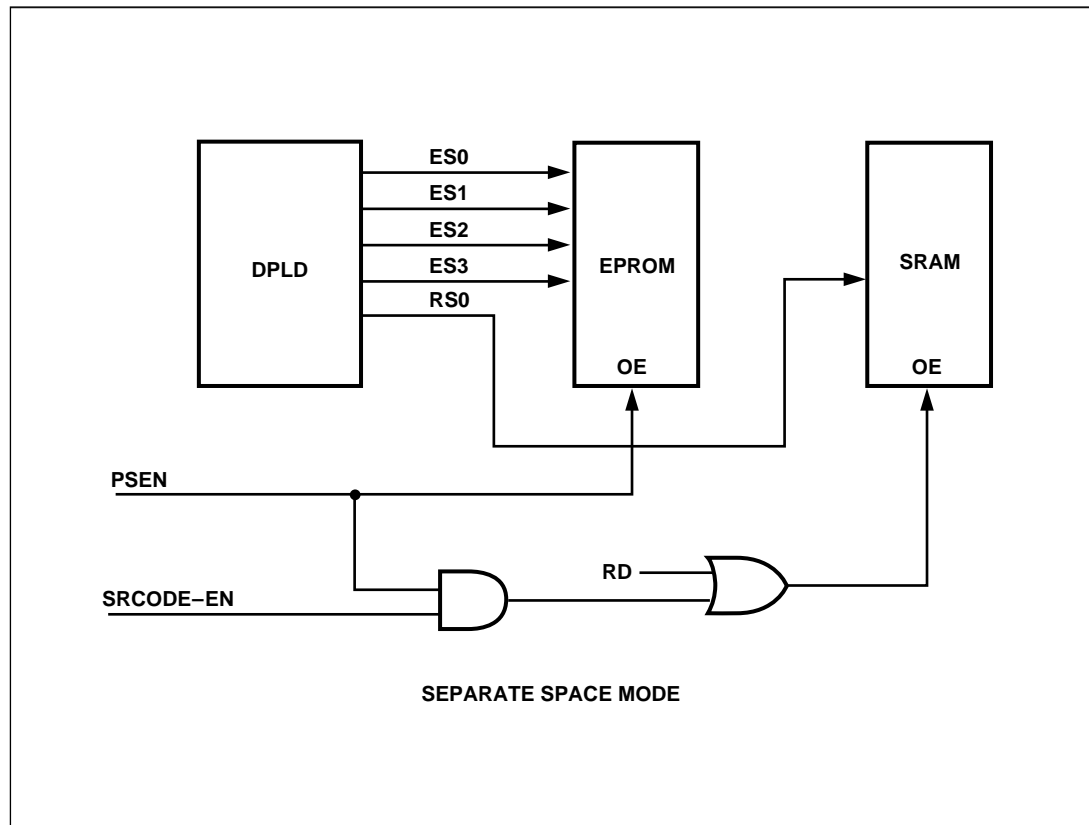 ES0
ES1
ES2
ES3
RS0
DPLD
EPROM
OE
SRAM
OE
PSEN
RD
SRCODE–EN
SEPARATE SPACE MODE